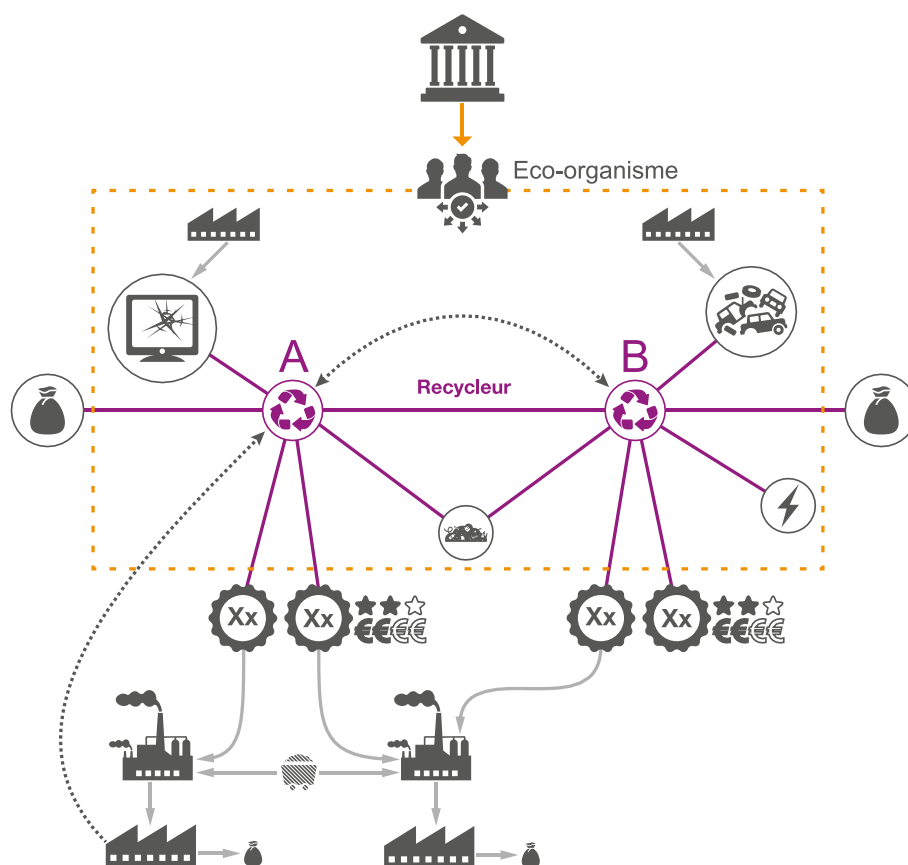 Eco-organisme
A
B
Recycleur
Xx
Xx
Xx
Xx
€€€€
€€€€